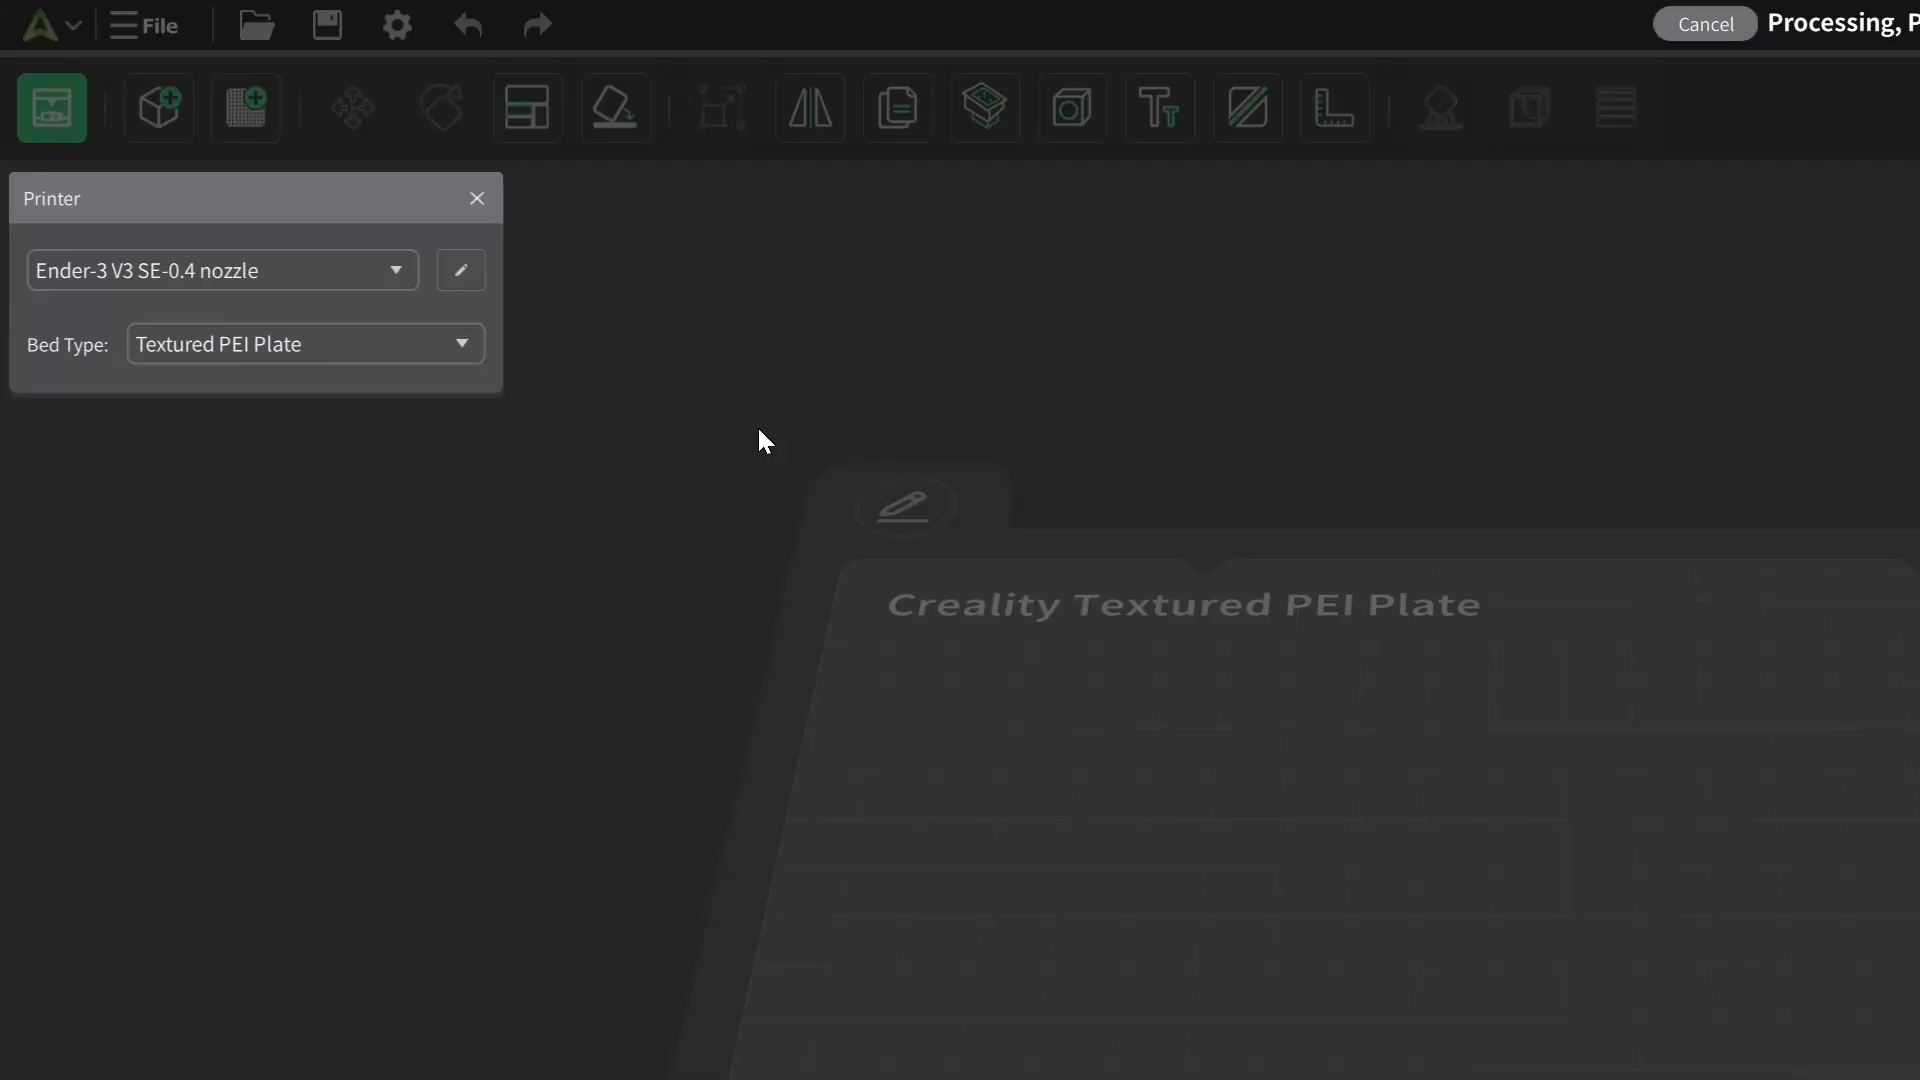 File
Cancel
Processing, P
Printer
Ender-3 V3 SE-0.4 nozzle
Bed Type:
Textured PEI Plate
Creality Textured PEI Plate